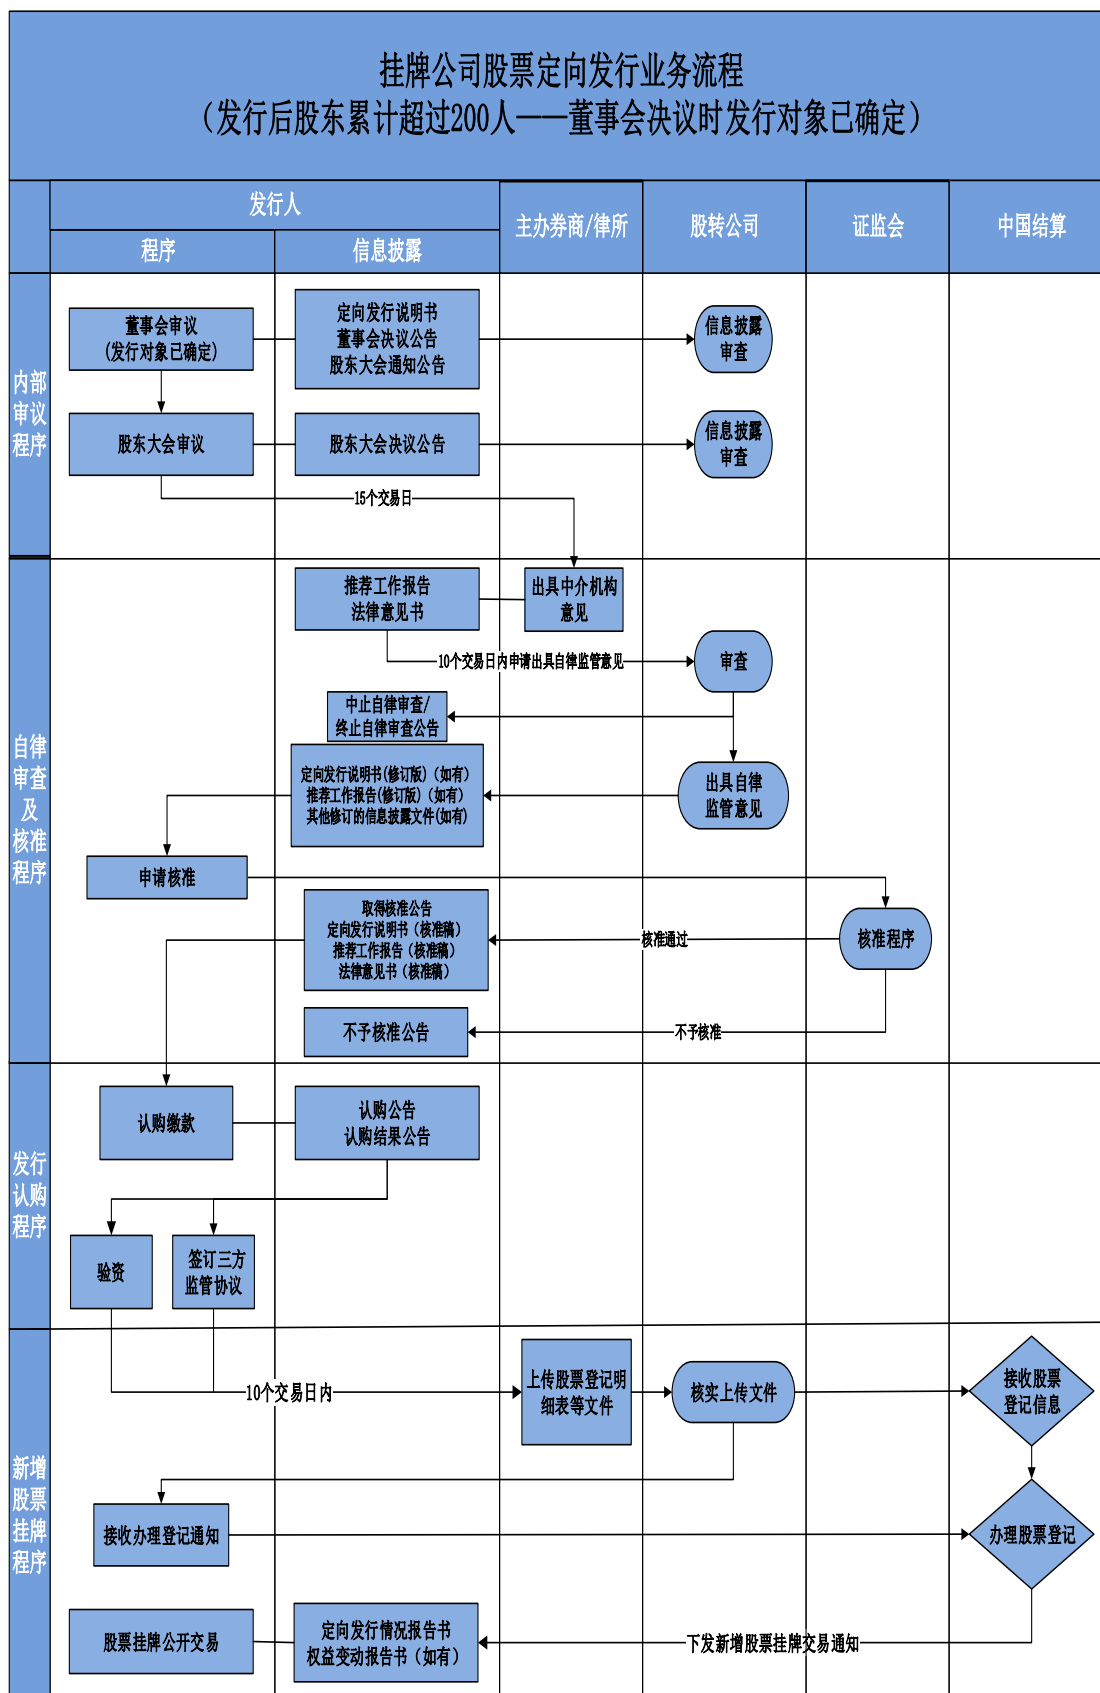 挂牌公司股票定向发行业务流程
（发行后股东累计超过200人——董事会决议时发行对象已确定）
发行人
主办券商/律所
股转公司
证监会
中国结算
程序
信息披露
内部
审议
程序
董事会审议
(发行对象已确定)
定向发行说明书
董事会决议公告
股东大会通知公告
信息披露
审查
股东大会审议
股东大会决议公告
信息披露
审查
15个交易日
自律
审查
及
核准
程序
推荐工作报告
法律意见书
出具中介机构
意见
10个交易日内申请出具自律监管意见
审查
中止自律审查/
终止自律审查公告
定向发行说明书(修订版)（如有）
推荐工作报告(修订版)（如有）
其他修订的信息披露文件(如有)
出具自律
监管意见
申请核准
取得核准公告
定向发行说明书（核准稿）
推荐工作报告（核准稿）
法律意见书（核准稿）
核准通过
核准程序
不予核准公告
不予核准
发行
认购
程序
认购缴款
认购公告
认购结果公告
验资
签订三方
监管协议
新增
股票
挂牌
程序
10个交易日内
上传股票登记明
细表等文件
核实上传文件
接收股票
登记信息
接收办理登记通知
办理股票登记
股票挂牌公开交易
定向发行情况报告书
权益变动报告书（如有）
下发新增股票挂牌交易通知